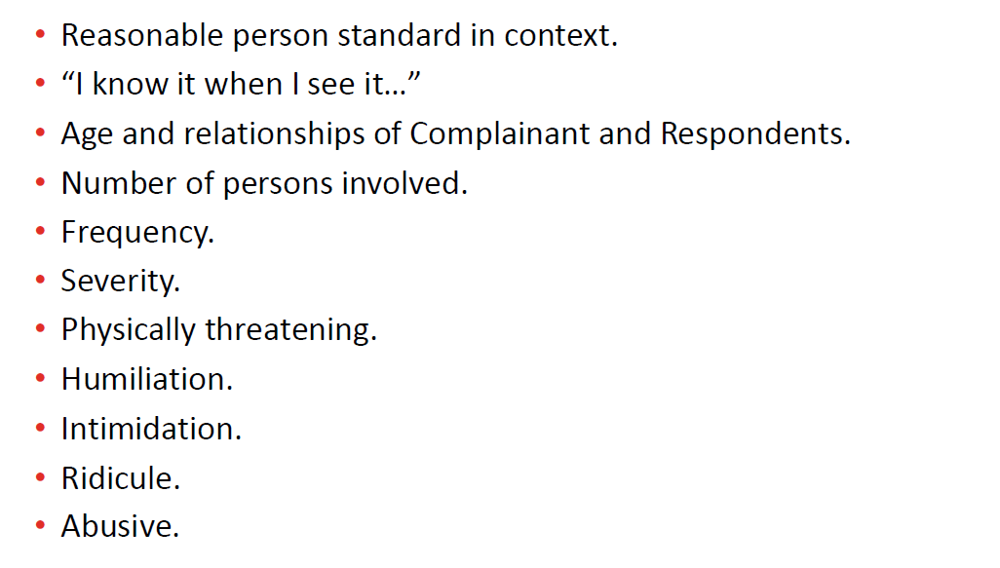 • Reasonable person standard in context.
• “I know it when I see it…”
• Age and relationships of Complainant and Respondents.
• Number of persons involved.
• Frequency.
• Severity.
• Physically threatening.
• Humiliation.
• Intimidation.
• Ridicule.
• Abusive.